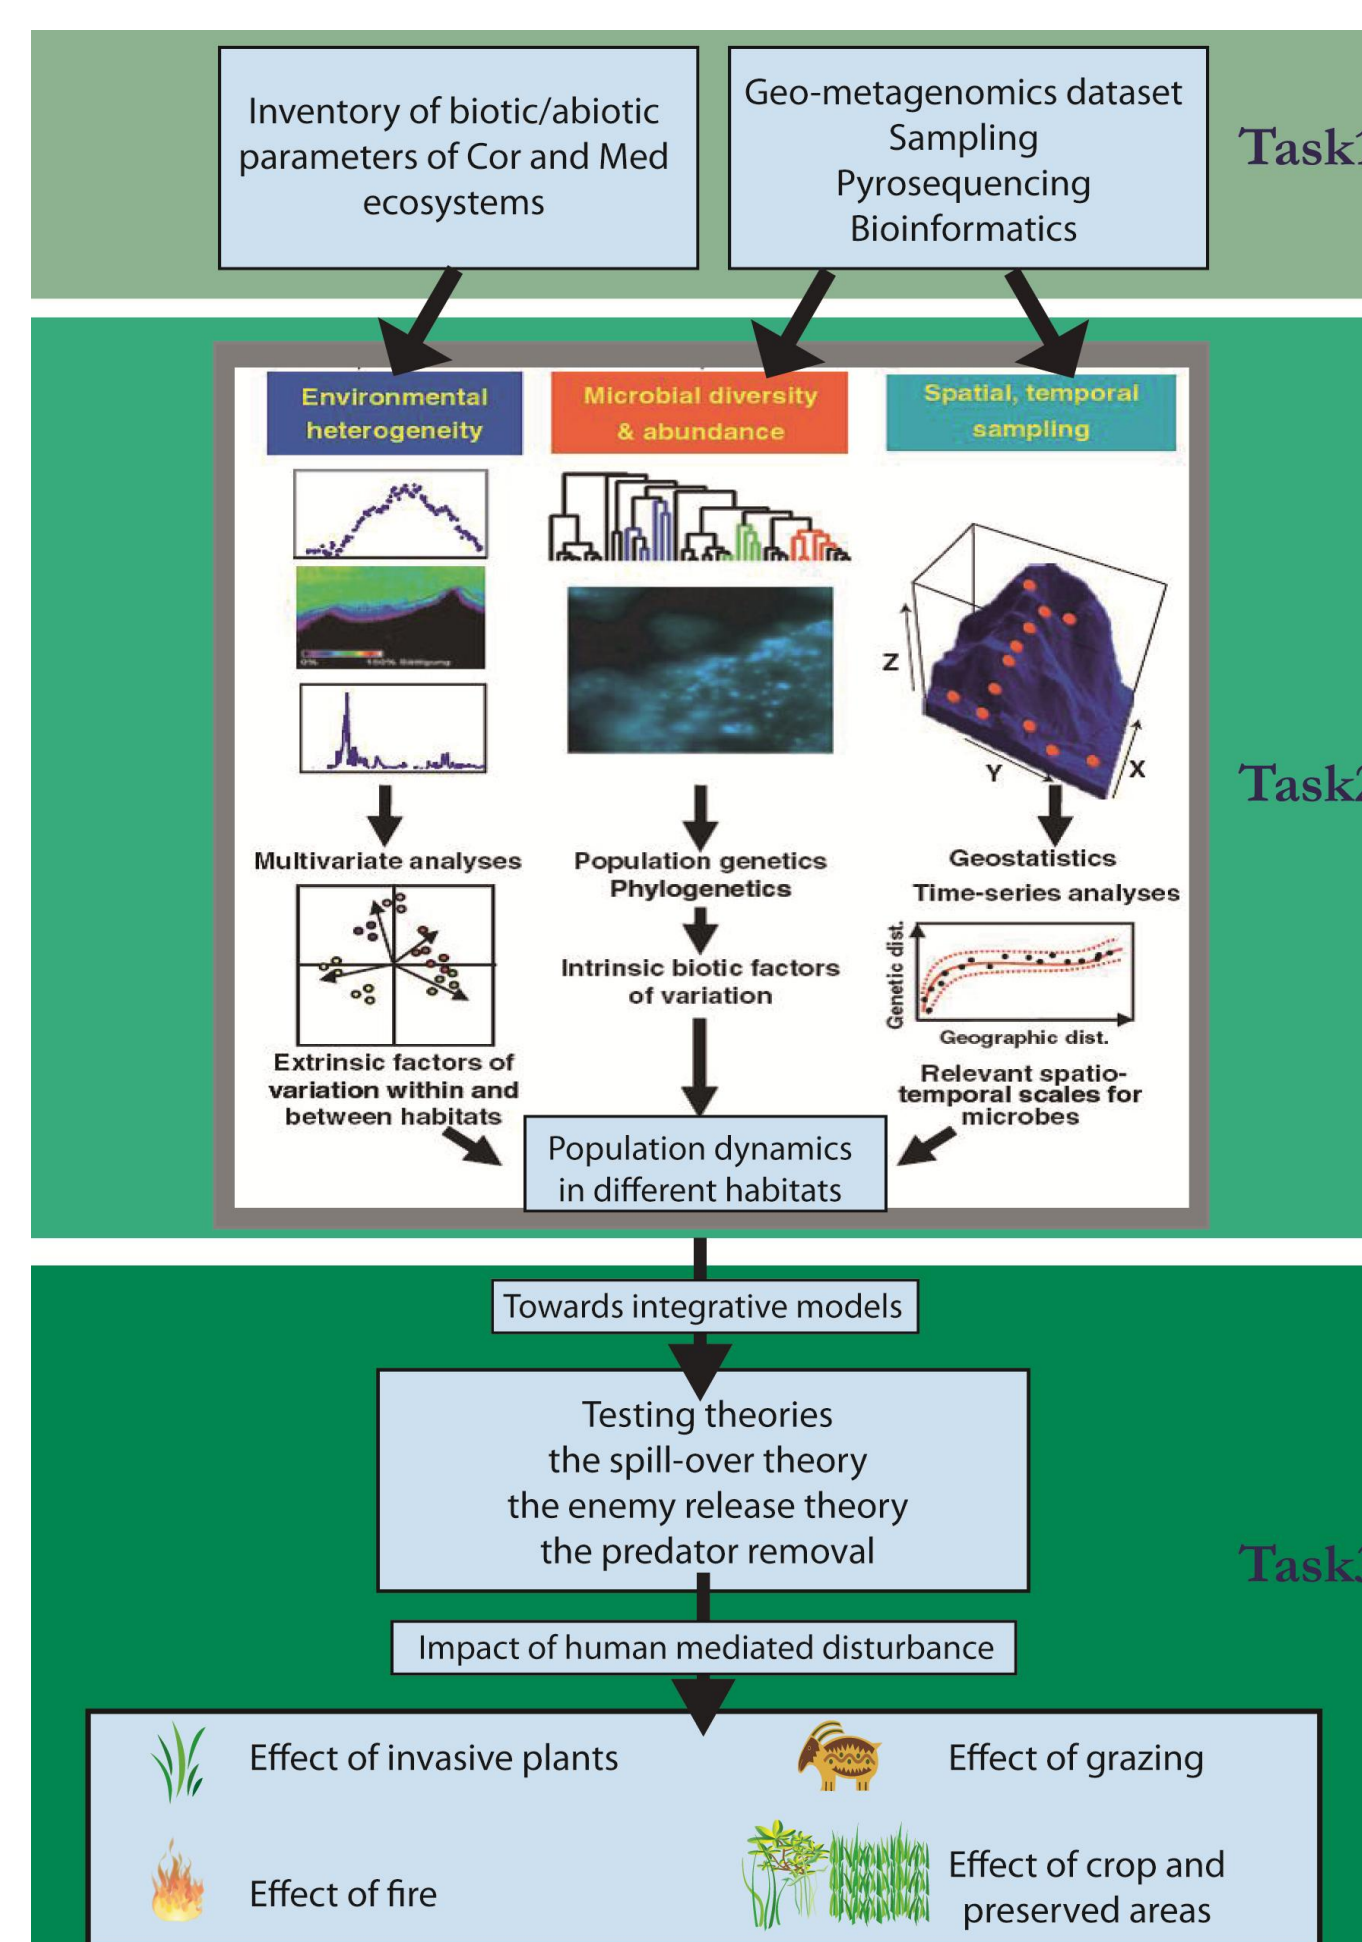 Inventory of biotic/abiotic
parameters of Cor and Med
ecosystems
Geo-metagenomics dataset
Sampling
Pyrosequencing
Bioinformatics
Task1
Environmental
heterogeneity
Microbial diversity
& abundance
Spatial, temporal
sampling
0%
100% Sättigung
Z
Y
X
Task2
Multivariate analyses
Population genetics
Phylogenetics
Geostatistics
Time-series analyses
Intrinsic biotic factors
of variation
Genetic dist.
Geographic dist.
Extrinsic factors of
variation within and
between habitats
Relevant spatio-
temporal scales for
microbes
Population dynamics
in different habitats
Towards integrative models
Testing theories
the spill-over theory
the enemy release theory
the predator removal
Task3
Impact of human mediated disturbance
Effect of invasive plants
Effect of grazing
Effect of fire
Effect of crop and
preserved areas